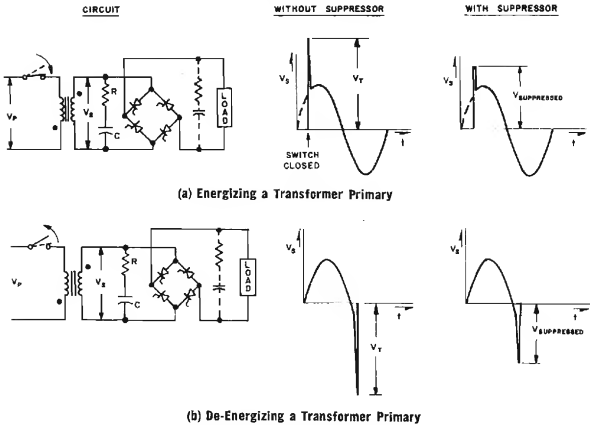 CIRCUIT
WITHOUT SUPPRESSOR
WITH SUPPRESSOR
VP
VS
R
C
LOAD
VS
VT
SWITCH
CLOSED
t
VS
VSUPPRESSED
t
(a) Energizing a Transformer Primary
VP
VS
R
C
LOAD
VS
VT
t
VS
VSUPPRESSED
t
(b) De-Energizing a Transformer Primary